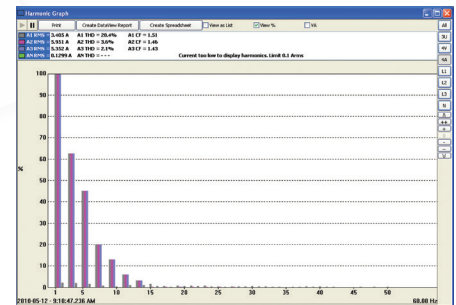 Harmonic Graph
Print Create DataView Report Create Spreadsheet View as List View % VA All
A1 RMS = 5.405 A A1 THD = 28.4% A1 CF = 1.51
A2 RMS = 5.951 A A2 THD = 3.6% A2 CF = 1.46
A3 RMS = 5.352 A A3 THD = 2.1% A3 CF = 1.43
AN RMS = 0.1299 A AN THD = --- Current too low to display harmonics. Limit 0.1 Arms
3U
4V
4A
L1
L2
L3
N
++
+
-
--
100
90
80
70
60
50
40
30
20
10
0
%
1 5 10 15 20 25 30 35 40 45 50
2010-05-12 - 9:18:47.236 AM 60.00 Hz